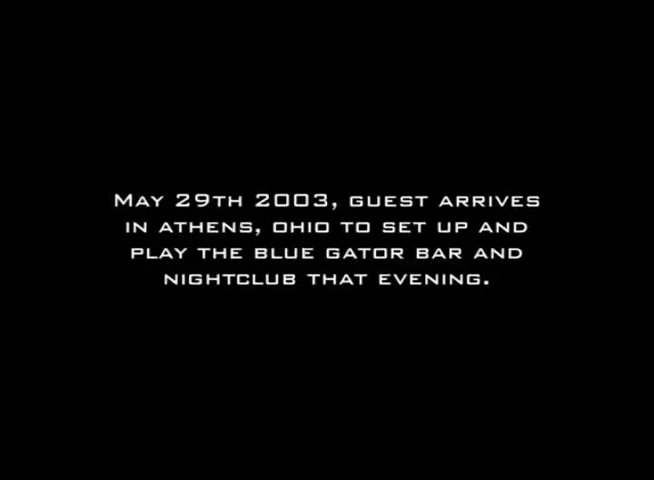 May 29th 2003, guest arrives
in athens, ohio to set up and
play the blue gator bar and
nightclub that evening.